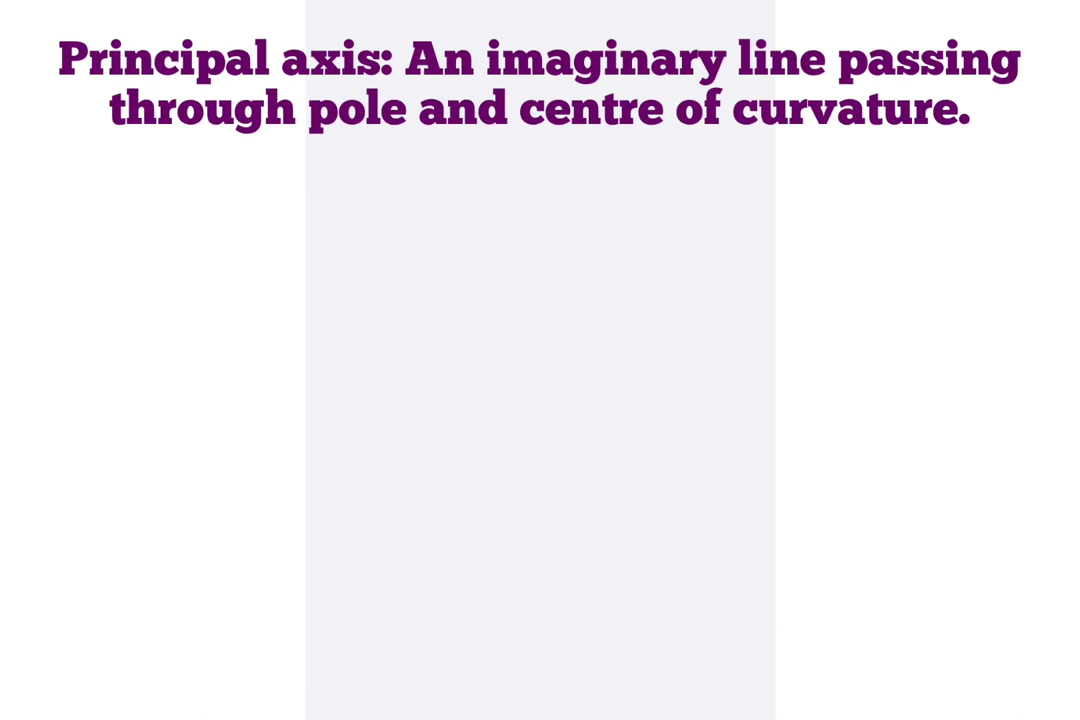 Principal axis: An imaginary line passing
through pole and centre of curvature.